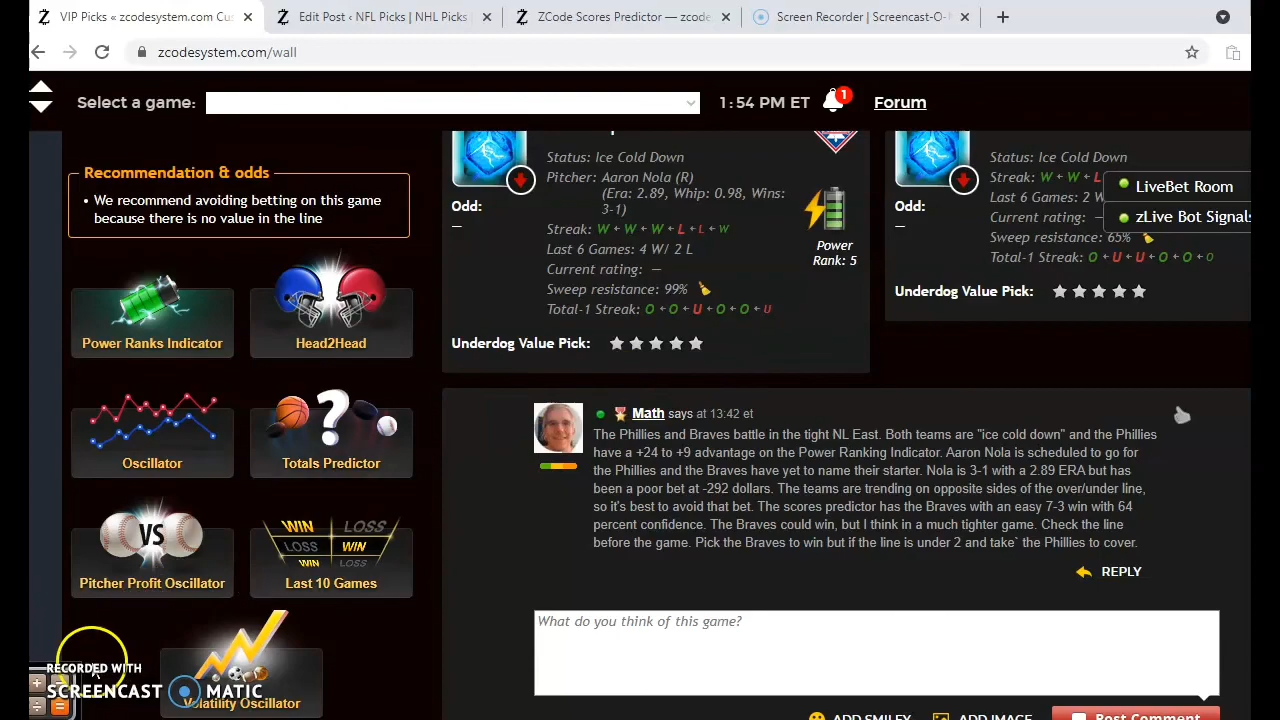 VIP Picks ‹ zcodesystem.com Cus
Edit Post ‹ NFL Picks | NHL Picks
ZCode Scores Predictor — zcode
Screen Recorder | Screencast-O-
zcodesystem.com/wall
Select a game:
1:54 PM ET
1
Forum
Recommendation & odds
• We recommend avoiding betting on this game
because there is no value in the line
Power Ranks Indicator
Head2Head
Oscillator
Totals Predictor
VS
WIN LOSS
LOSS WIN
WIN LOSS
Pitcher Profit Oscillator
Last 10 Games
Volatility Oscillator
RECORDED WITH
SCREENCAST MATIC
Status: Ice Cold Down
Pitcher: Aaron Nola (R)
(Era: 2.89, Whip: 0.98, Wins:
3-1)
Odd:
—
Streak: W ← W ← W ← L ← L ← W
Last 6 Games: 4 W/ 2 L
Current rating: —
Sweep resistance: 99%
Total-1 Streak: O ← O ← U ← O ← O ← U
Power
Rank: 5
Underdog Value Pick:
Status: Ice Cold Down
Streak: W ← W ← L
Last 6 Games: 2 W
Odd:
—
Current rating: —
Sweep resistance: 65%
Total-1 Streak: O ← U ← U ← O ← O ← O
Underdog Value Pick:
LiveBet Room
zLive Bot Signals
Math says at 13:42 et
The Phillies and Braves battle in the tight NL East. Both teams are "ice cold down" and the Phillies
have a +24 to +9 advantage on the Power Ranking Indicator. Aaron Nola is scheduled to go for
the Phillies and the Braves have yet to name their starter. Nola is 3-1 with a 2.89 ERA but has
been a poor bet at -292 dollars. The teams are trending on opposite sides of the over/under line,
so it's best to avoid that bet. The scores predictor has the Braves with an easy 7-3 win with 64
percent confidence. The Braves could win, but I think in a much tighter game. Check the line
before the game. Pick the Braves to win but if the line is under 2 and take` the Phillies to cover.
REPLY
What do you think of this game?
ADD SMILEY
ADD IMAGE
Post Comment